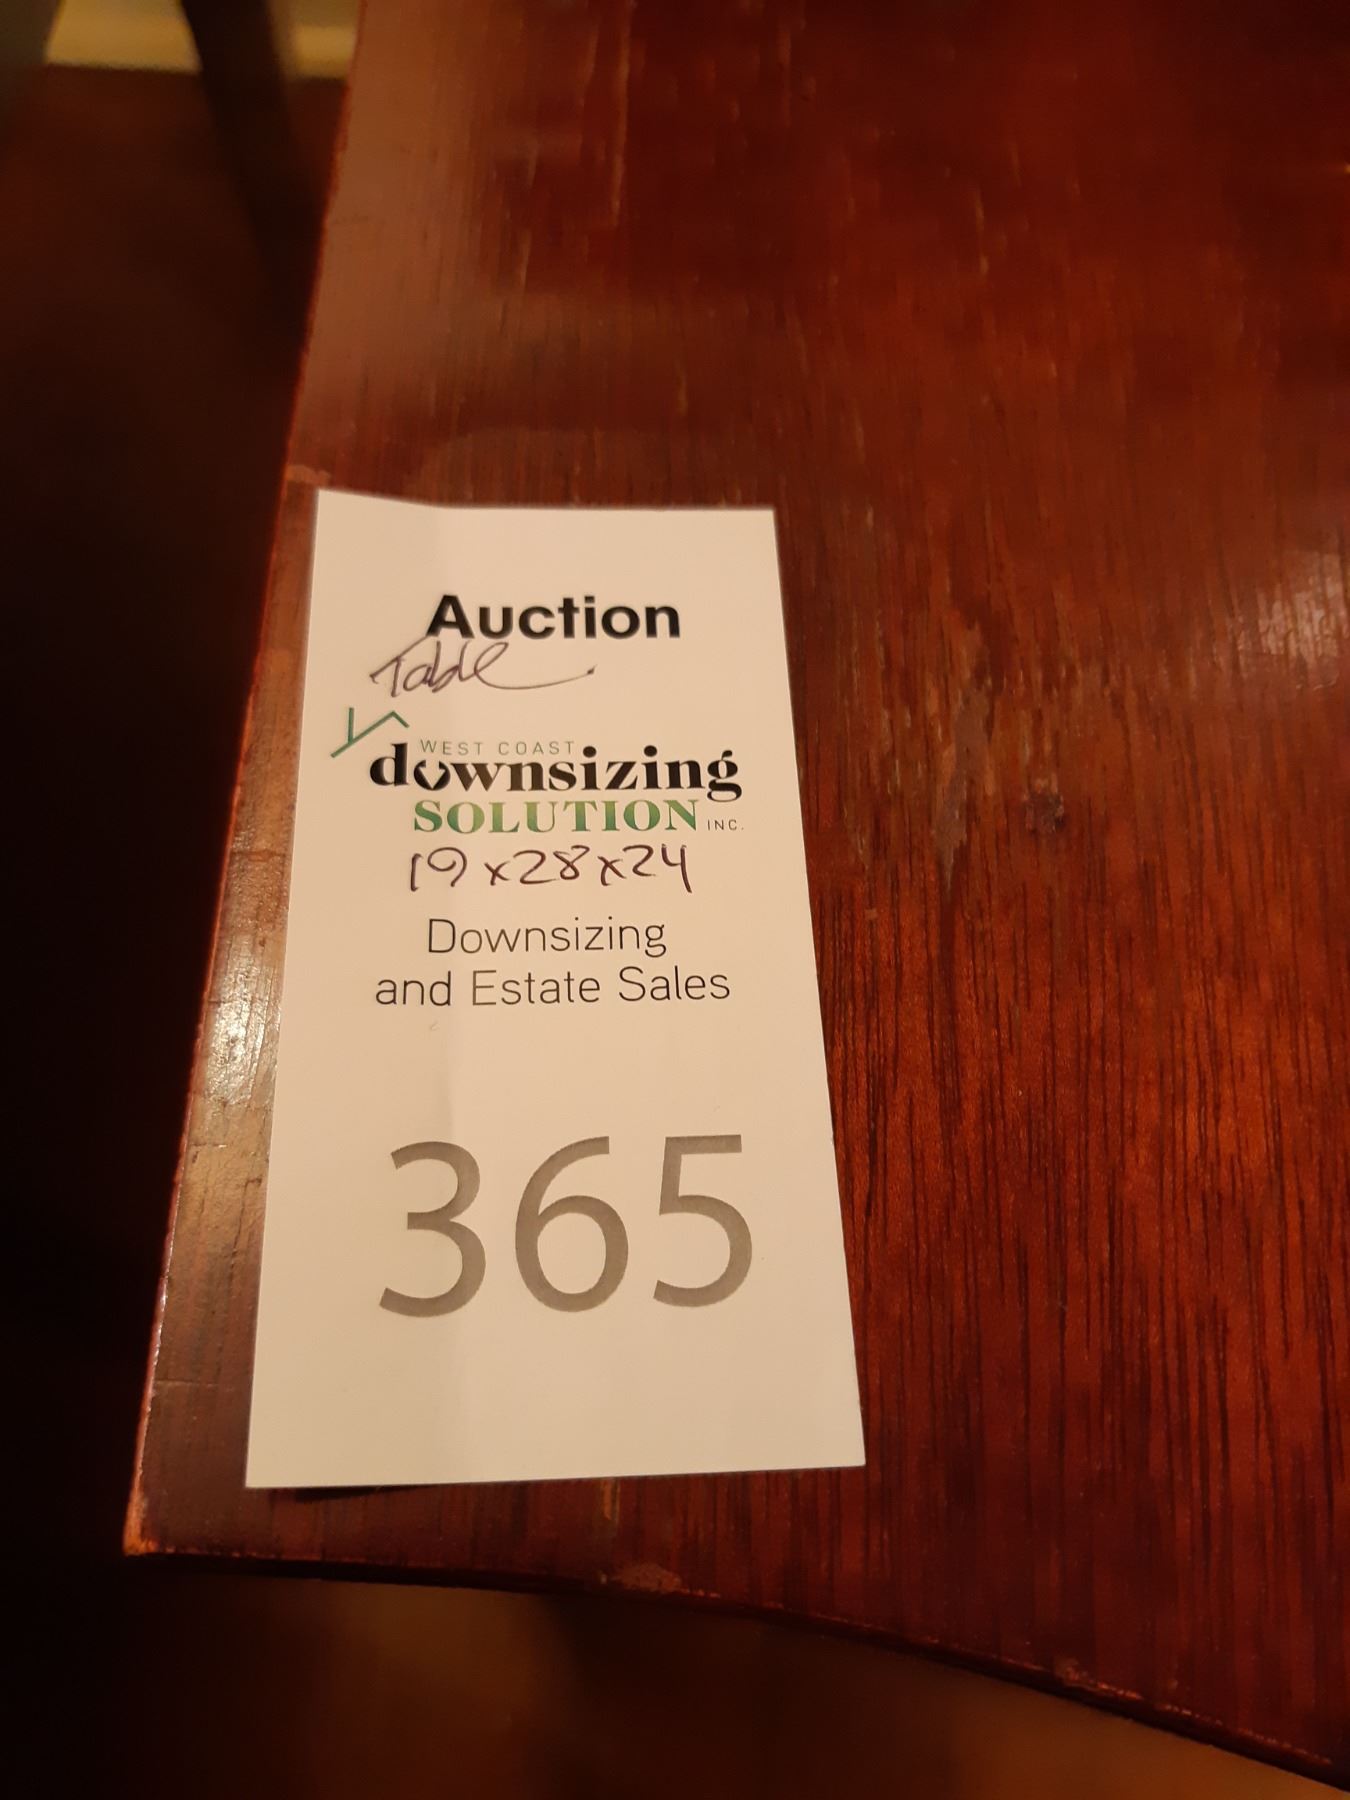 Auction
Table
WEST COAST
downsizing
SOLUTION INC.
19x28x24
Downsizing
and Estate Sales
365